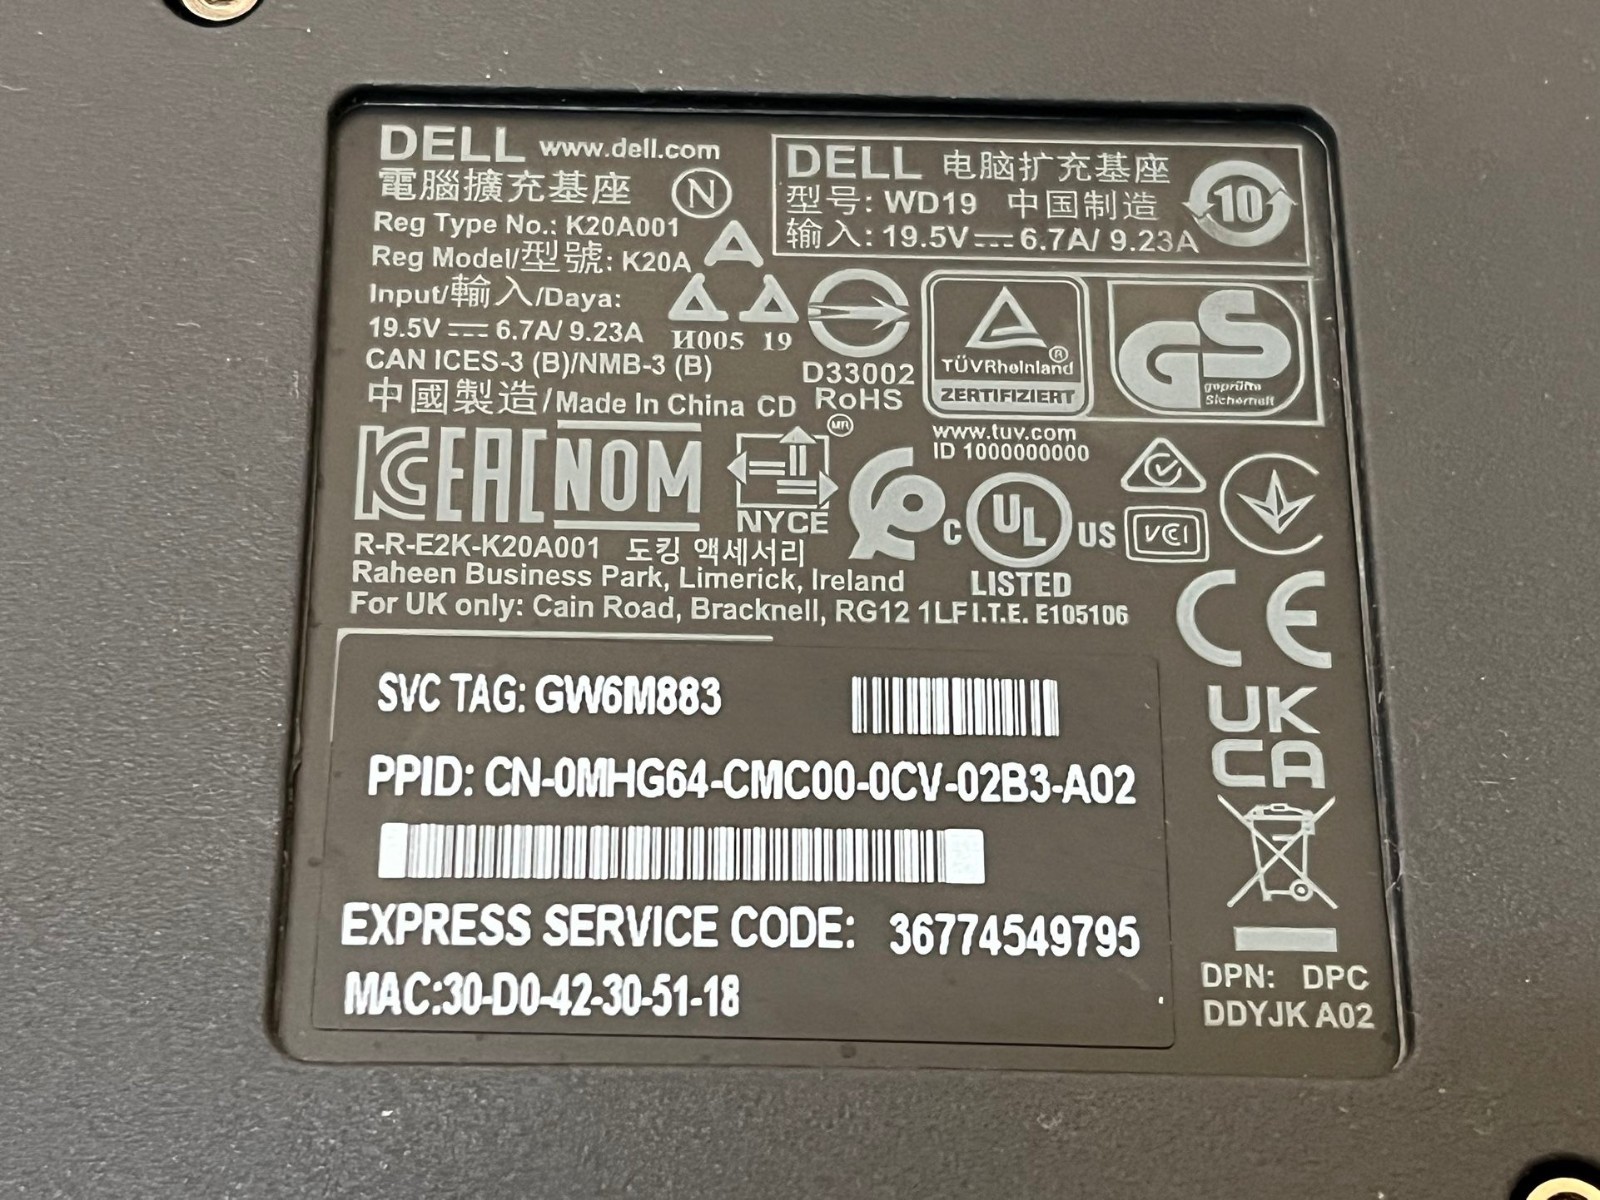 DELL www.dell.com
電腦擴充基座 N
Reg Type No.: K20A001
Reg Model/型號: K20A
Input/輸入/Daya:
19.5V 6.7A/ 9.23A
CAN ICES-3 (B)/NMB-3 (B)
中國製造/Made In China CD
DELL 电脑扩充基座
型号: WD19 中国制造
输入: 19.5V 6.7A/ 9.23A
10
И005 19
D33002
RoHS
TÜVRheinland®
ZERTIFIZIERT
GS
geprüfte
Sicherheit
www.tuv.com
ID 1000000000
KC EAC NOM
NYCE MR
c UL US
LISTED
VCI
R-R-E2K-K20A001 도킹 액세서리
Raheen Business Park, Limerick, Ireland
For UK only: Cain Road, Bracknell, RG12 1LF I.T.E. E105106
CE
UK
CA
SVC TAG: GW6M883
PPID: CN-0MHG64-CMC00-0CV-02B3-A02
EXPRESS SERVICE CODE: 36774549795
MAC:30-D0-42-30-51-18
DPN: DPC
DDYJK A02